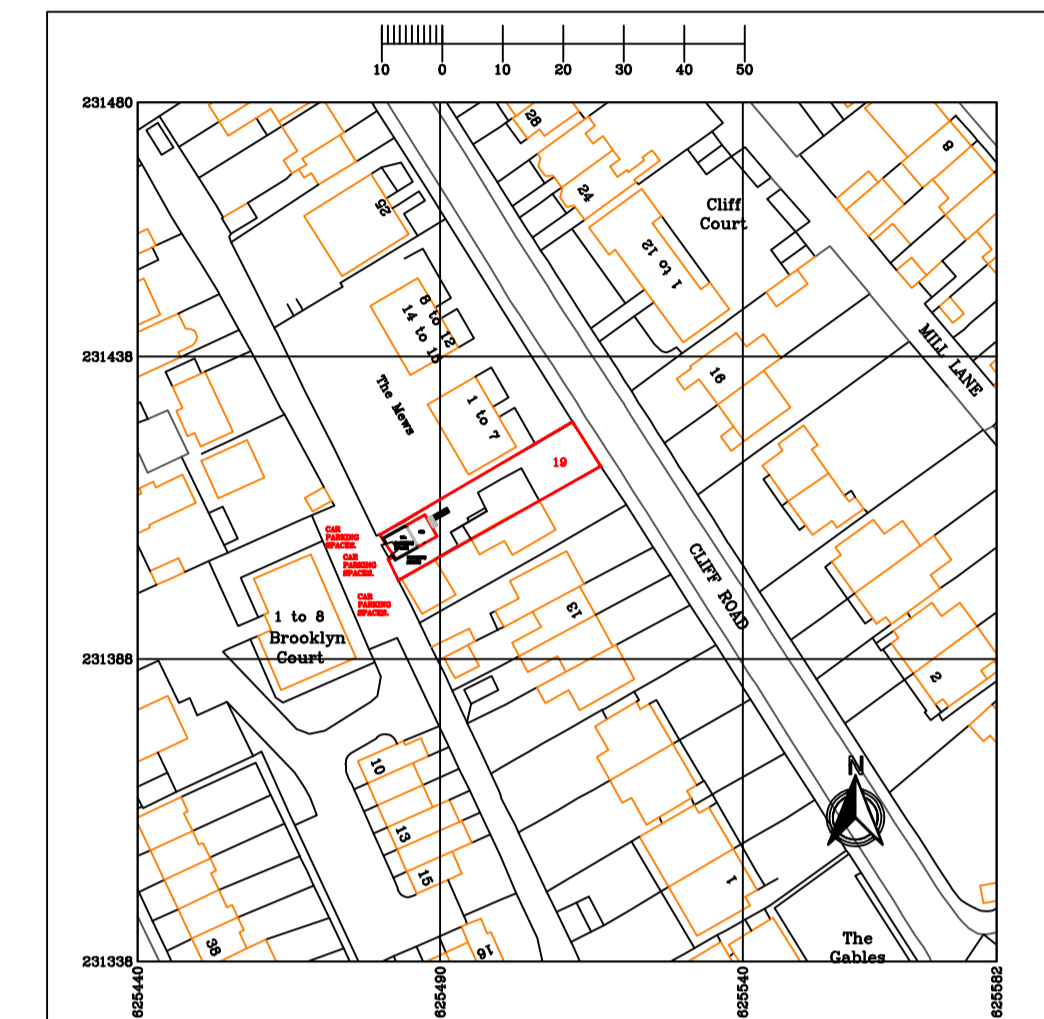 10 0 10 20 30 40 50
231480
28
8
25
24
Cliff
Court
1 to 12
8 to 12
14 to 15
231438
MILL LANE
16
The Mews
1 to 7
19
CAR
PARKING
SPACES.
CAR
PARKING
SPACES.
CAR
PARKING
SPACES.
CLIFF ROAD
13
1 to 8
Brooklyn
Court
231388
2
10
N
13
15
1
38
16
The
Gables
231338
625440
625490
625540
625582